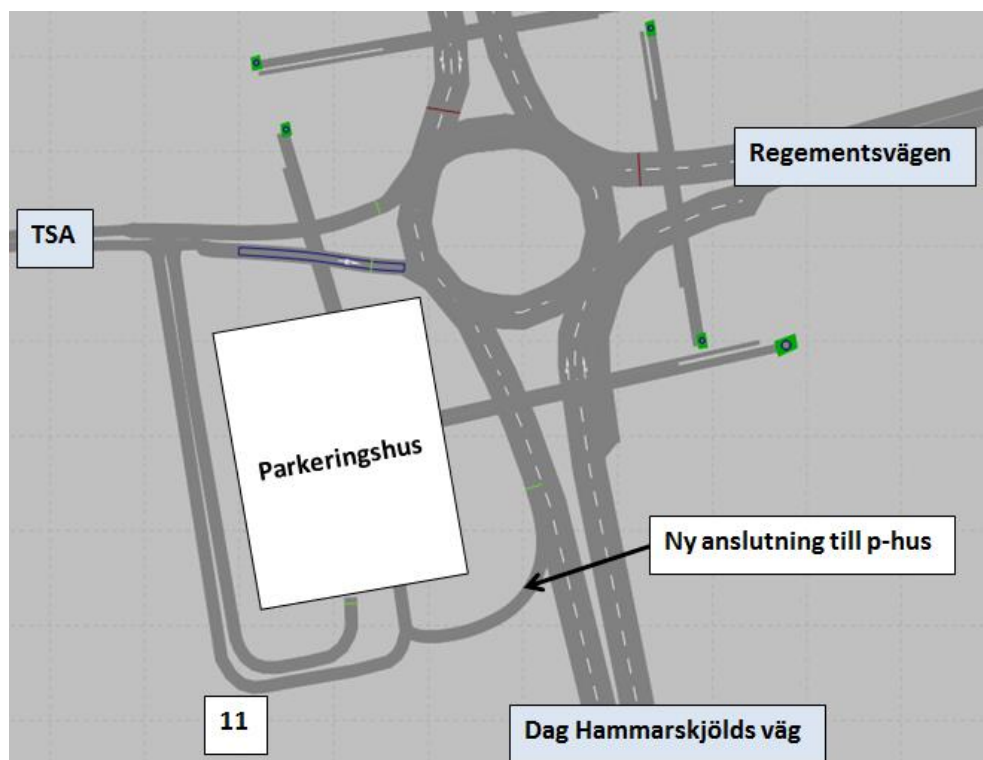 Regementsvägen
TSA
Parkeringshus
Ny anslutning till p-hus
11
Dag Hammarskjölds väg